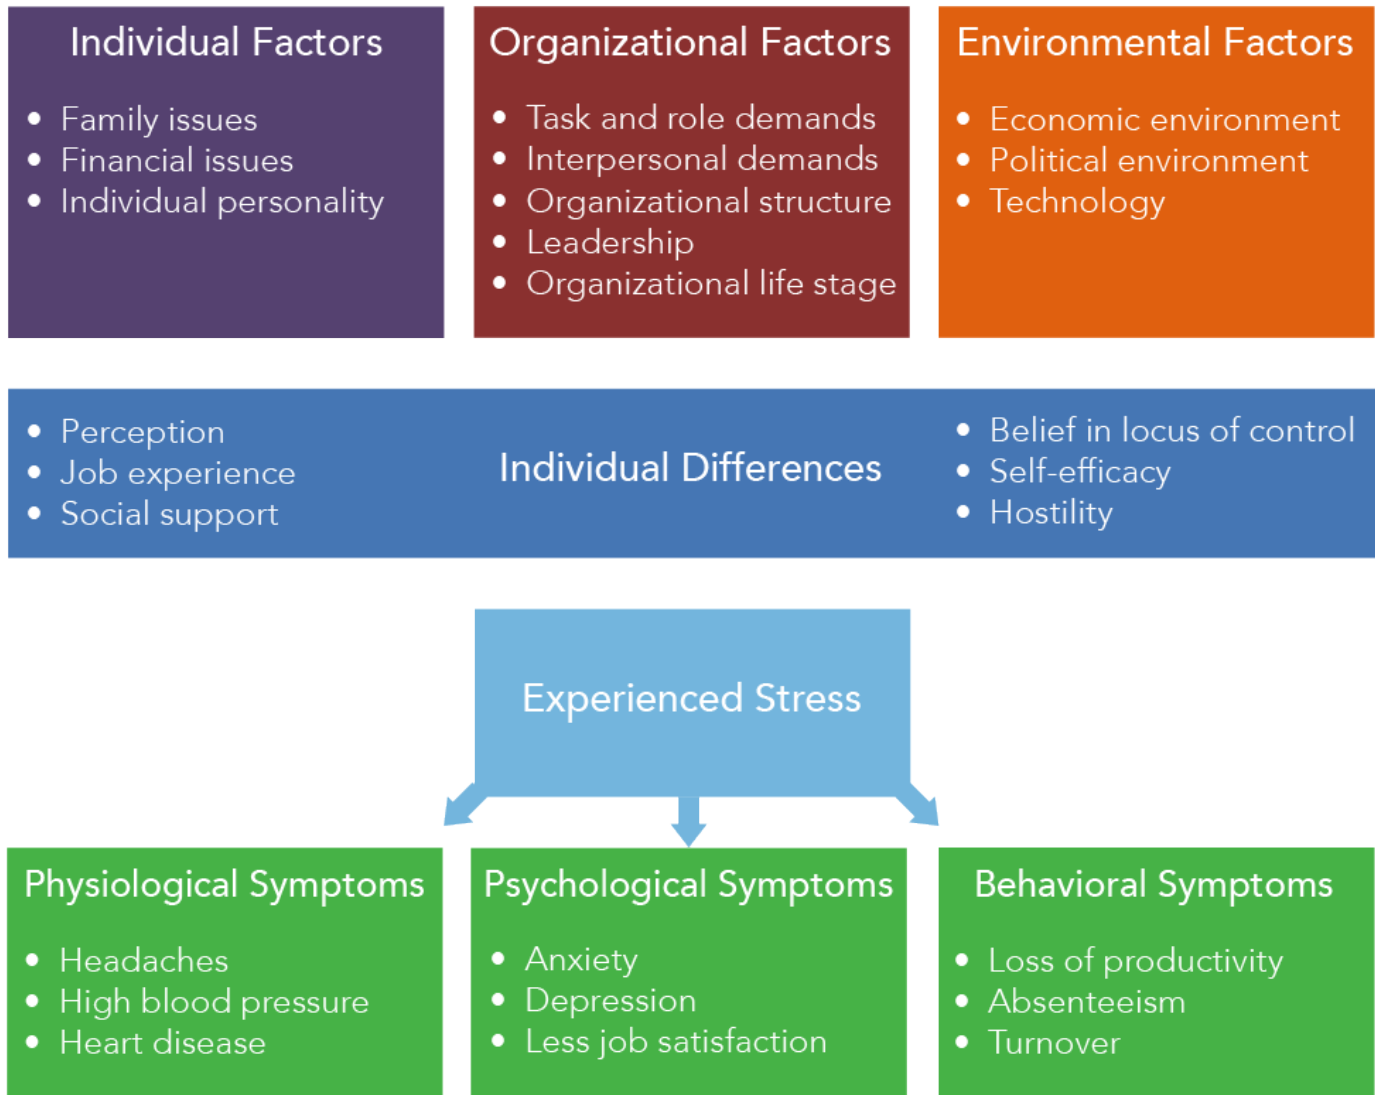 Individual Factors
• Family issues
• Financial issues
• Individual personality
Organizational Factors
• Task and role demands
• Interpersonal demands
• Organizational structure
• Leadership
• Organizational life stage
Environmental Factors
• Economic environment
• Political environment
• Technology
• Perception
• Job experience
• Social support
Individual Differences
• Belief in locus of control
• Self-efficacy
• Hostility
Experienced Stress
Physiological Symptoms
• Headaches
• High blood pressure
• Heart disease
Psychological Symptoms
• Anxiety
• Depression
• Less job satisfaction
Behavioral Symptoms
• Loss of productivity
• Absenteeism
• Turnover